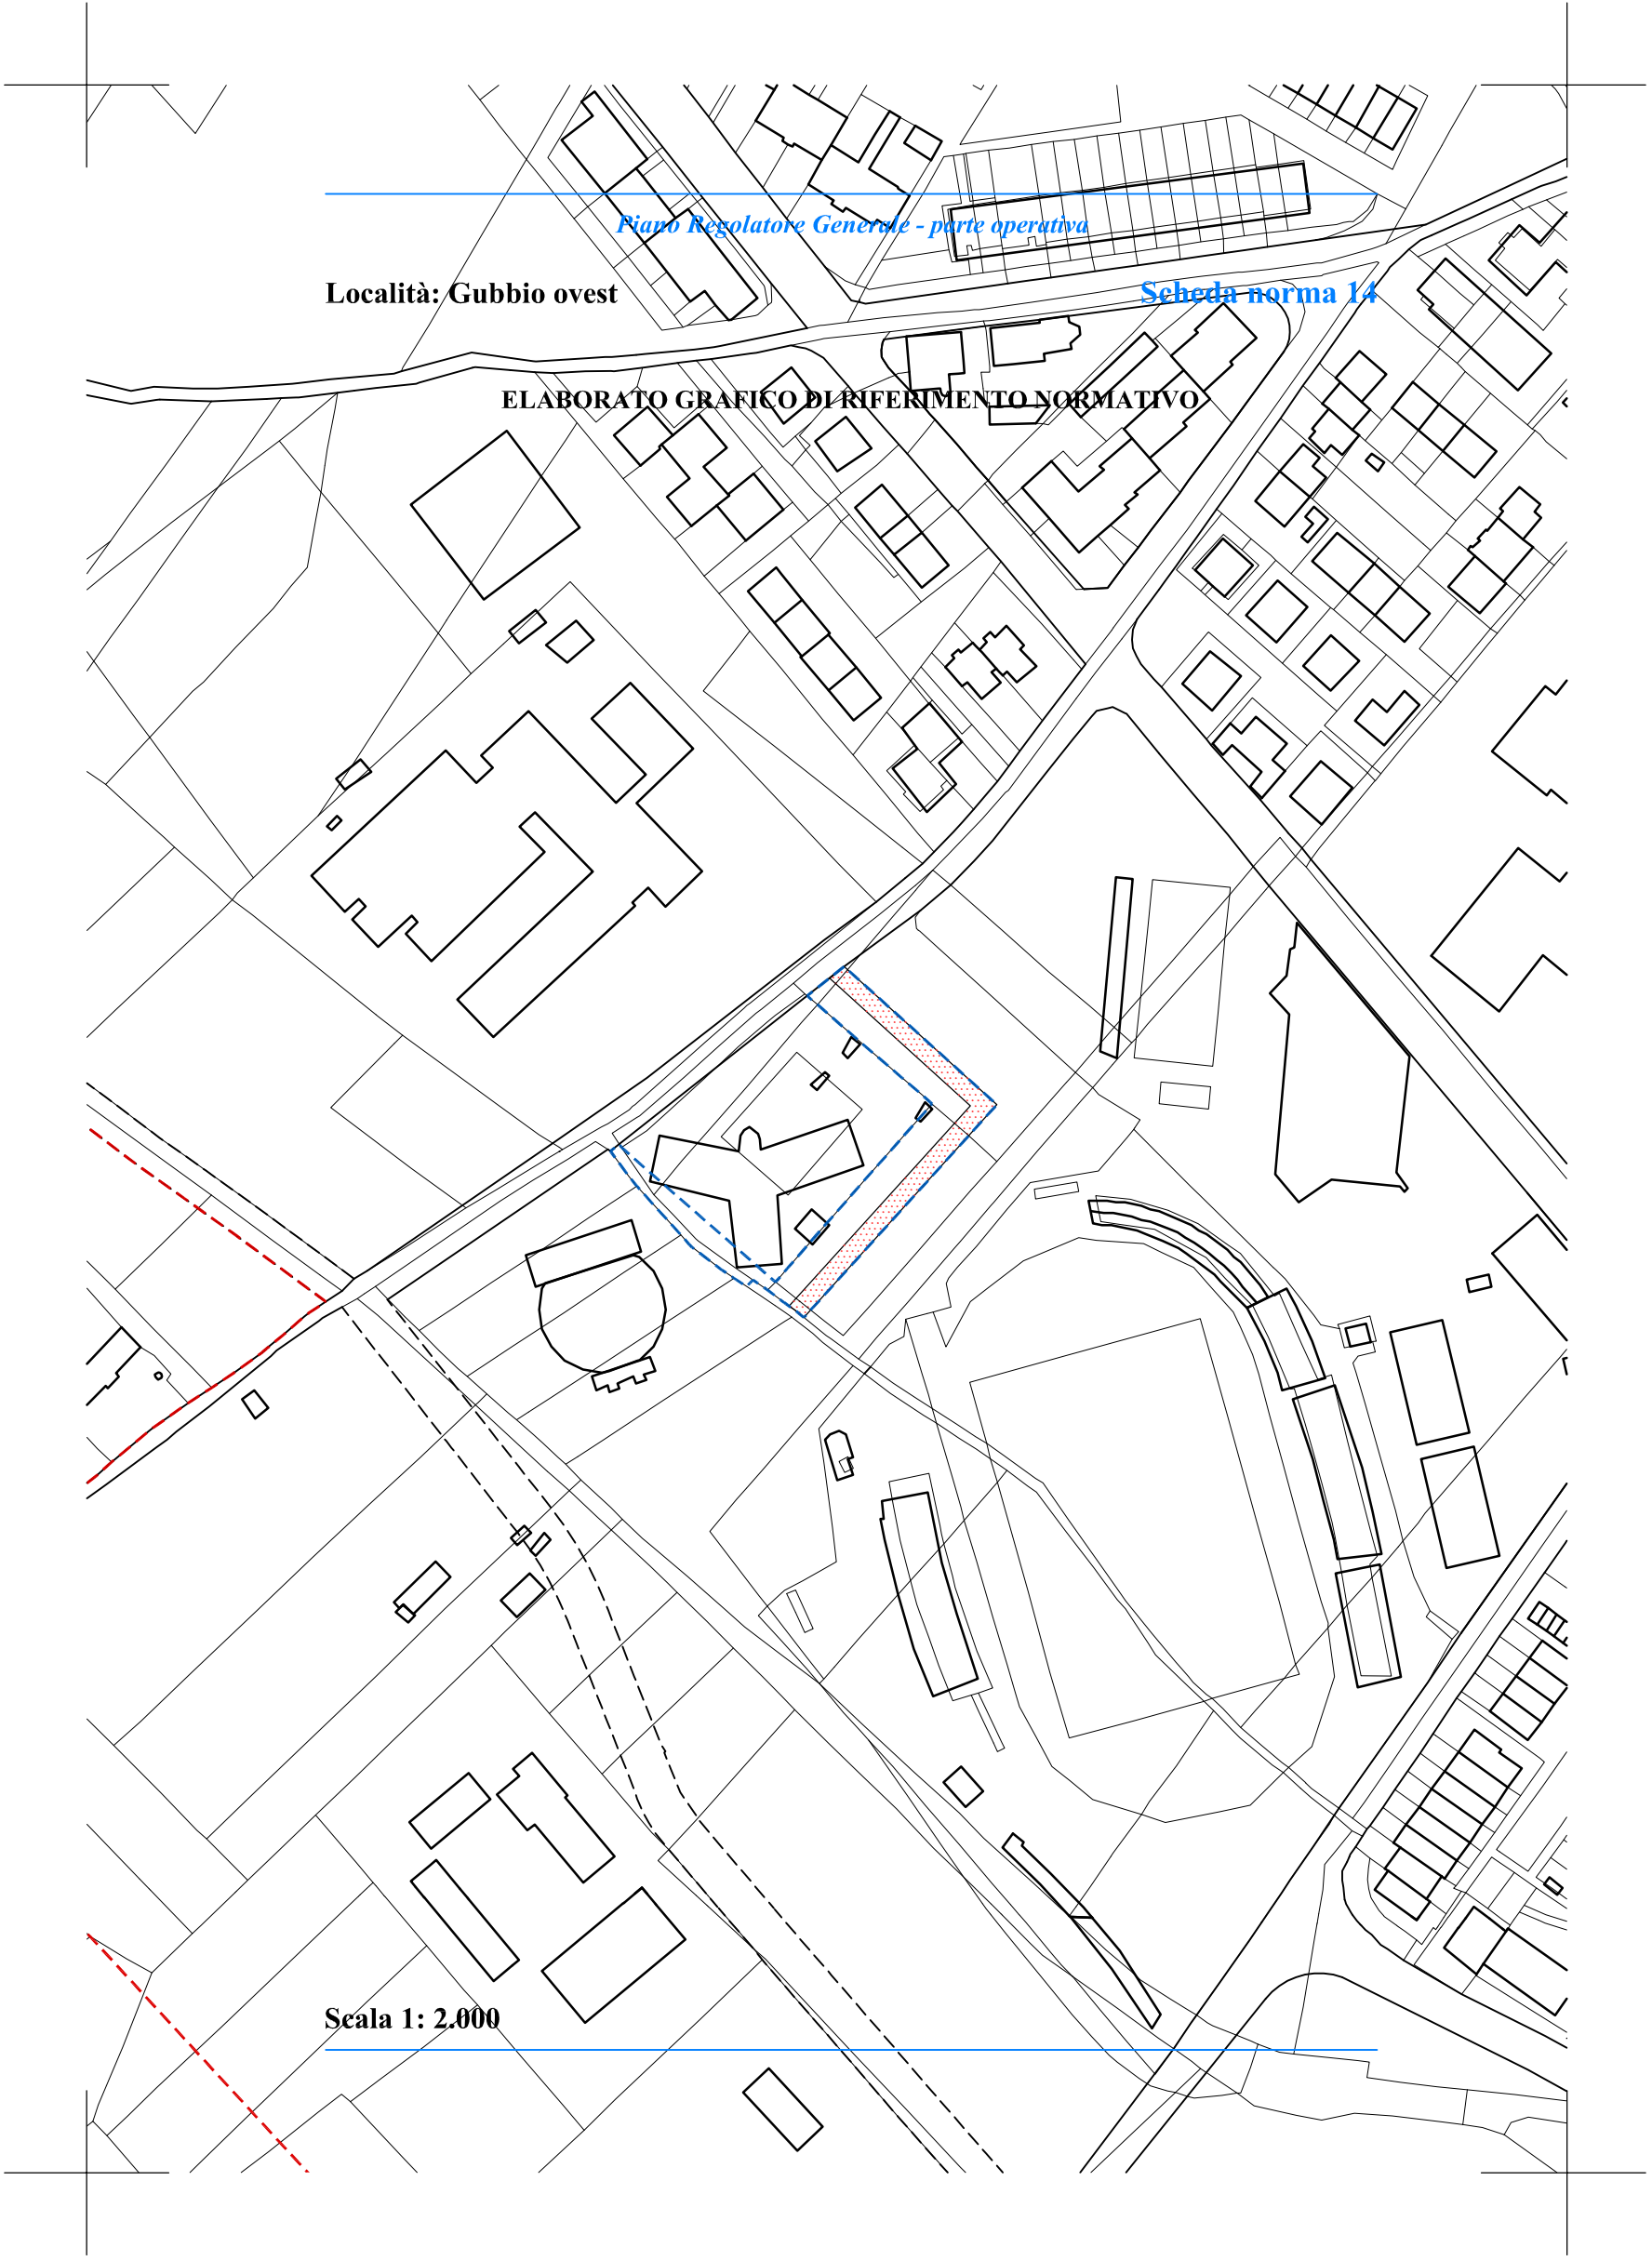 Piano Regolatore Generale - parte operativa
Località: Gubbio ovest
Scheda norma 14
ELABORATO GRAFICO DI RIFERIMENTO NORMATIVO
Scala 1: 2.000